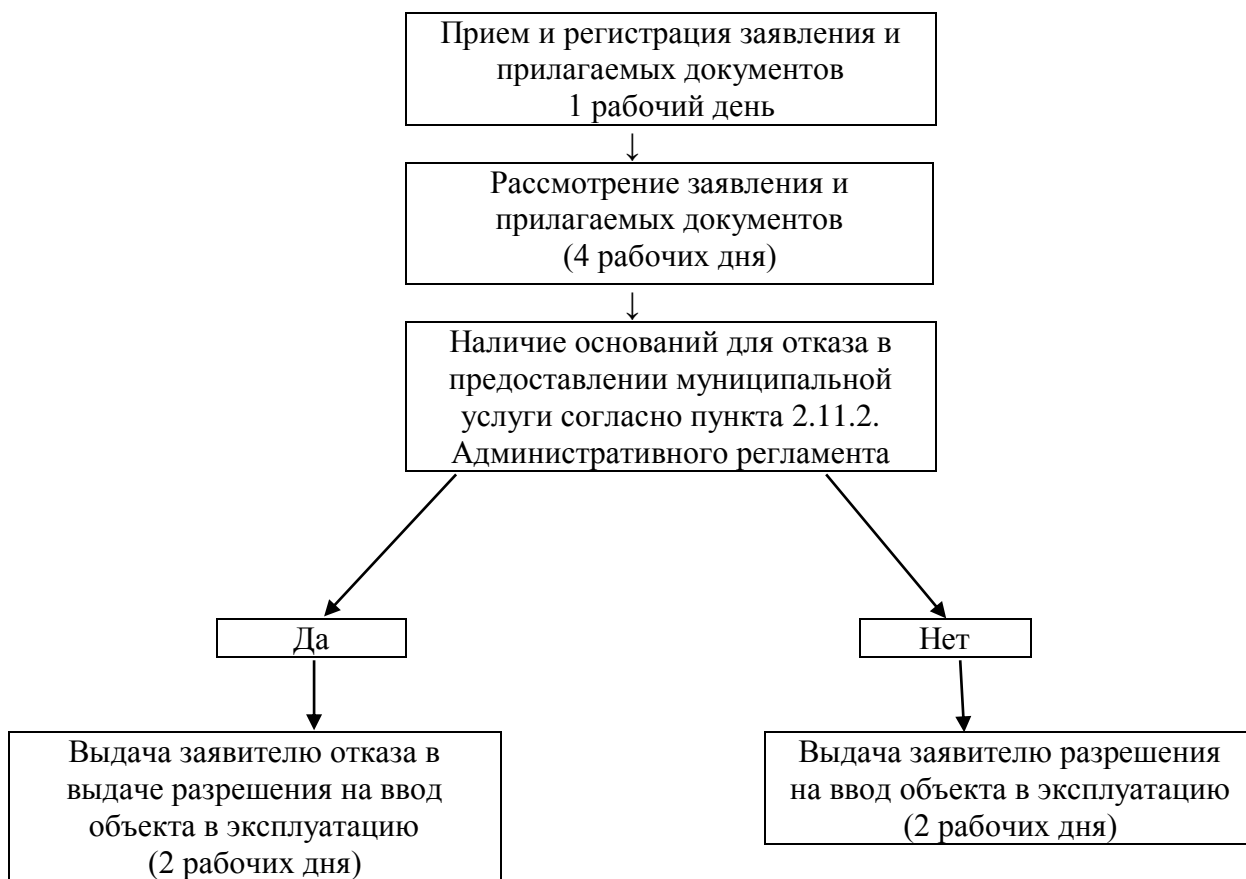 Прием и регистрация заявления и
прилагаемых документов
1 рабочий день
↓
Рассмотрение заявления и
прилагаемых документов
(4 рабочих дня)
↓
Наличие оснований для отказа в
предоставлении муниципальной
услуги согласно пункта 2.11.2.
Административного регламента
Да
Нет
Выдача заявителю отказа в
выдаче разрешения на ввод
объекта в эксплуатацию
(2 рабочих дня)
Выдача заявителю разрешения
на ввод объекта в эксплуатацию
(2 рабочих дня)